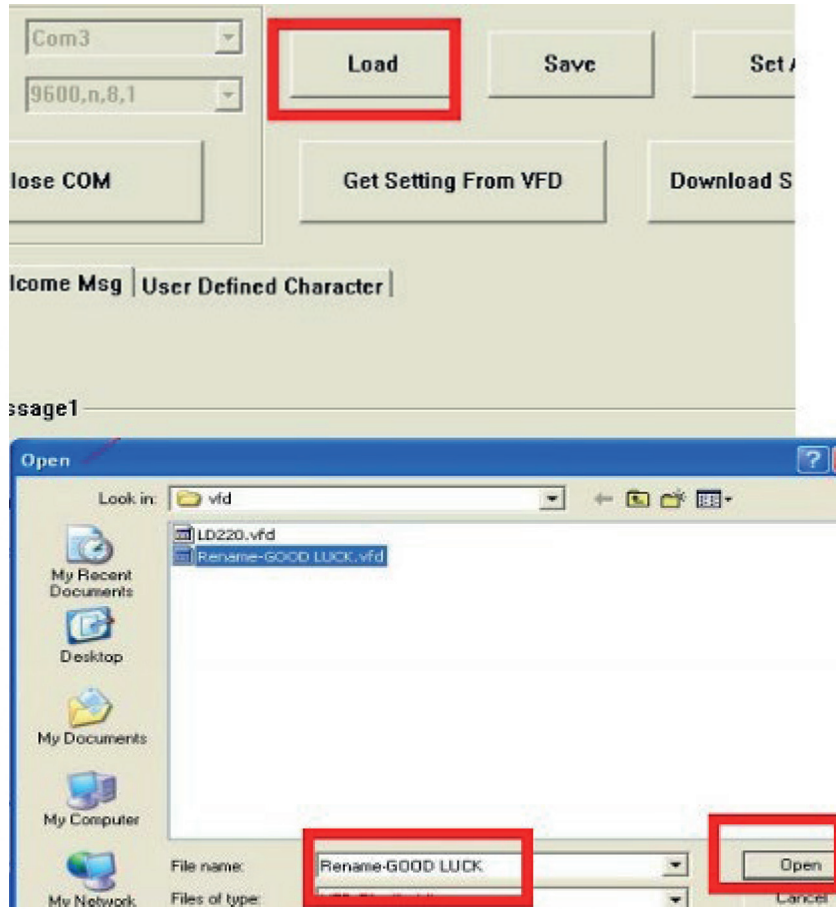 Com3
9600,n,8,1
Load
Save
Set
lose COM
Get Setting From VFD
Download S
lcome Msg
User Defined Character
ssage1
Open
Look in:
vfd
LD220.vfd
Rename-GOOD LUCK.vfd
My Recent
Documents
Desktop
My Documents
My Computer
My Network
File name:
Rename-GOOD LUCK
Open
Files of type:
Cancel